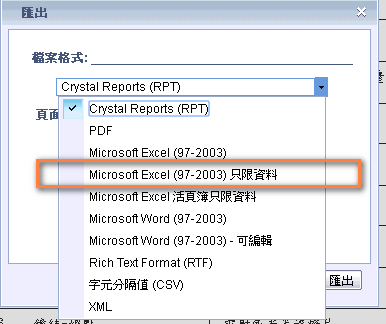 匯出
檔案格式:
Crystal Reports (RPT)
Crystal Reports (RPT)
頁面
PDF
Microsoft Excel (97-2003)
Microsoft Excel (97-2003) 只限資料
Microsoft Excel 活頁簿只限資料
Microsoft Word (97-2003)
Microsoft Word (97-2003) - 可編輯
Rich Text Format (RTF)
匯出
字元分隔值 (CSV)
XML